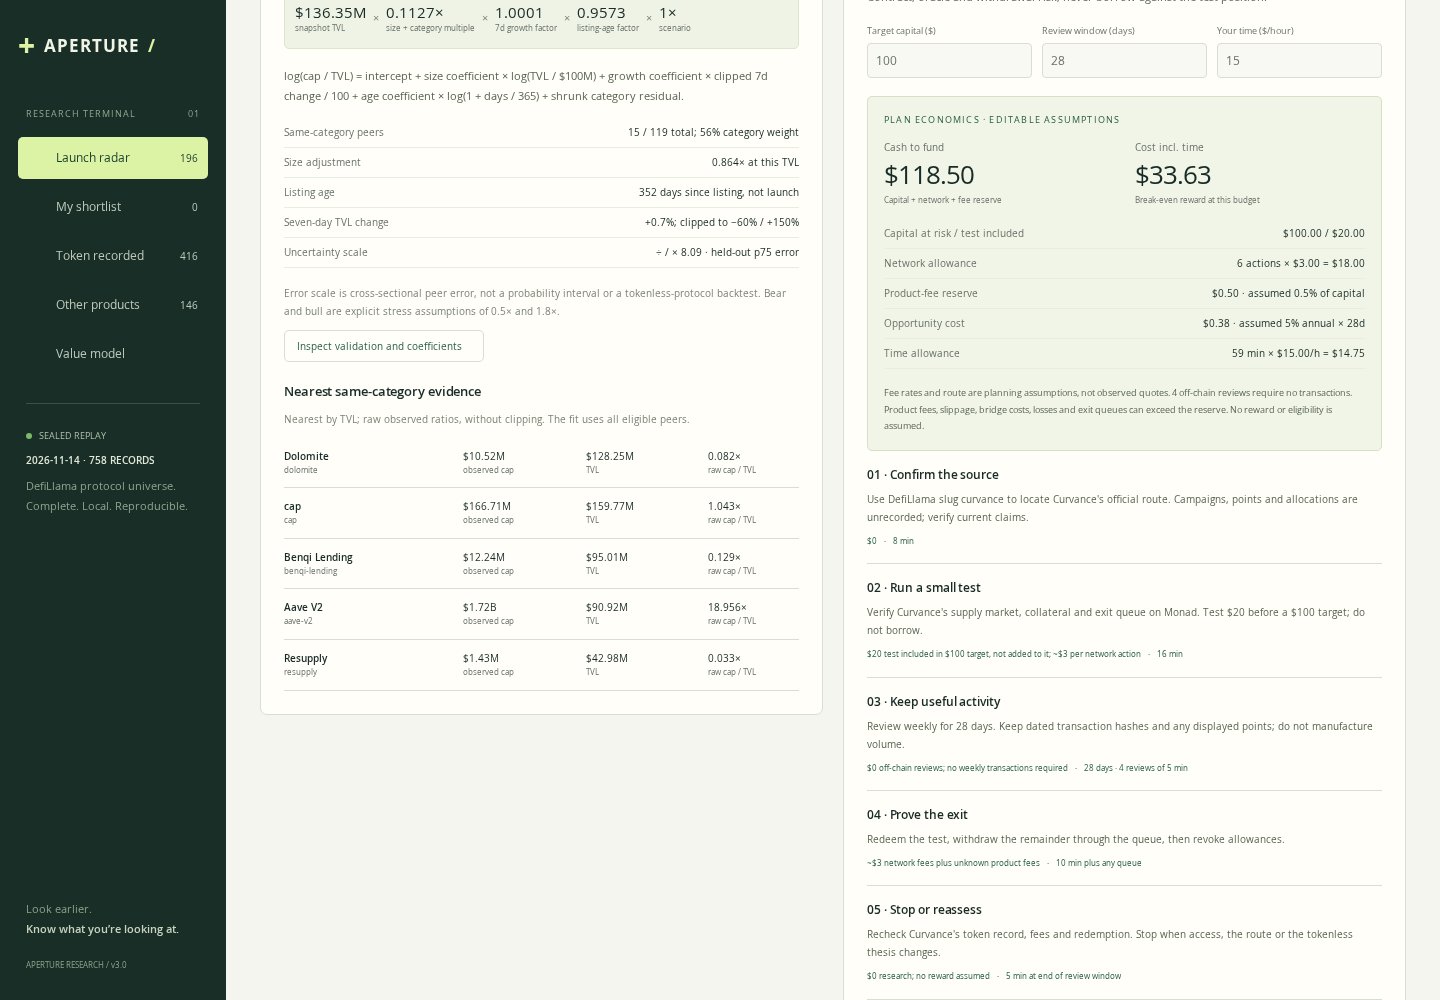 APERTURE /
RESEARCH TERMINAL 01
Launch radar 196
My shortlist 0
Token recorded 416
Other products 146
Value model
SEALED REPLAY
2026-11-14 · 758 RECORDS
DefiLlama protocol universe.
Complete. Local. Reproducible.
Look earlier.
Know what you’re looking at.
APERTURE RESEARCH / v3.0
$136.35M × 0.1127× × 1.0001 × 0.9573 × 1×
snapshot TVL size + category multiple 7d growth factor listing-age factor scenario
log(cap / TVL) = intercept + size coefficient × log(TVL / $100M) + growth coefficient × clipped 7d
change / 100 + age coefficient × log(1 + days / 365) + shrunk category residual.
Same-category peers 15 / 119 total; 56% category weight
Size adjustment 0.864× at this TVL
Listing age 352 days since listing, not launch
Seven-day TVL change +0.7%; clipped to −60% / +150%
Uncertainty scale ÷ / × 8.09 · held-out p75 error
Error scale is cross-sectional peer error, not a probability interval or a tokenless-protocol backtest. Bear
and bull are explicit stress assumptions of 0.5× and 1.8×.
Inspect validation and coefficients
Nearest same-category evidence
Nearest by TVL; raw observed ratios, without clipping. The fit uses all eligible peers.
Dolomite $10.52M $128.25M 0.082×
dolomite observed cap TVL raw cap / TVL
cap $166.71M $159.77M 1.043×
cap observed cap TVL raw cap / TVL
Benqi Lending $12.24M $95.01M 0.129×
benqi-lending observed cap TVL raw cap / TVL
Aave V2 $1.72B $90.92M 18.956×
aave-v2 observed cap TVL raw cap / TVL
Resupply $1.43M $42.98M 0.033×
resupply observed cap TVL raw cap / TVL
Target capital ($) Review window (days) Your time ($/hour)
100 28 15
PLAN ECONOMICS · EDITABLE ASSUMPTIONS
Cash to fund Cost incl. time
$118.50 $33.63
Capital + network + fee reserve Break-even reward at this budget
Capital at risk / test included $100.00 / $20.00
Network allowance 6 actions × $3.00 = $18.00
Product-fee reserve $0.50 · assumed 0.5% of capital
Opportunity cost $0.38 · assumed 5% annual × 28d
Time allowance 59 min × $15.00/h = $14.75
Fee rates and route are planning assumptions, not observed quotes. 4 off-chain reviews require no transactions.
Product fees, slippage, bridge costs, losses and exit queues can exceed the reserve. No reward or eligibility is
assumed.
01 · Confirm the source
Use DefiLlama slug curvance to locate Curvance's official route. Campaigns, points and allocations are
unrecorded; verify current claims.
$0 · 8 min
02 · Run a small test
Verify Curvance's supply market, collateral and exit queue on Monad. Test $20 before a $100 target; do
not borrow.
$20 test included in $100 target, not added to it; ~$3 per network action · 16 min
03 · Keep useful activity
Review weekly for 28 days. Keep dated transaction hashes and any displayed points; do not manufacture
volume.
$0 off-chain reviews; no weekly transactions required · 28 days · 4 reviews of 5 min
04 · Prove the exit
Redeem the test, withdraw the remainder through the queue, then revoke allowances.
~$3 network fees plus unknown product fees · 10 min plus any queue
05 · Stop or reassess
Recheck Curvance's token record, fees and redemption. Stop when access, the route or the tokenless
thesis changes.
$0 research; no reward assumed · 5 min at end of review window